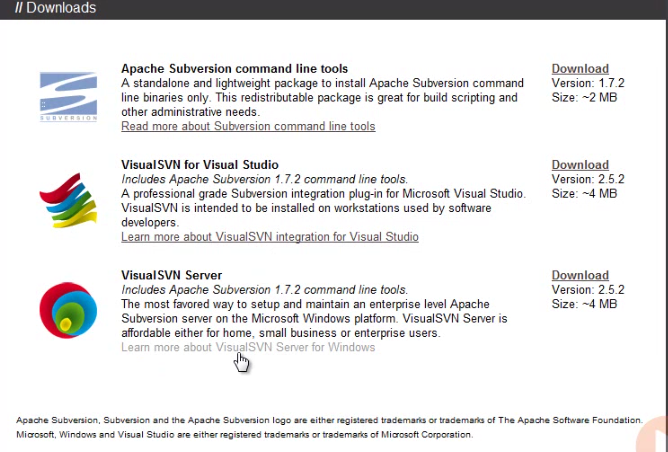 // Downloads
Apache Subversion command line tools
A standalone and lightweight package to install Apache Subversion command
line binaries only. This redistributable package is great for build scripting and
other administrative needs.
Read more about Subversion command line tools
Download
Version: 1.7.2
Size: ~2 MB
SUBVERSION
VisualSVN for Visual Studio
Includes Apache Subversion 1.7.2 command line tools.
A professional grade Subversion integration plug-in for Microsoft Visual Studio.
VisualSVN is intended to be installed on workstations used by software
developers.
Learn more about VisualSVN integration for Visual Studio
Download
Version: 2.5.2
Size: ~4 MB
VisualSVN Server
Includes Apache Subversion 1.7.2 command line tools.
The most favored way to setup and maintain an enterprise level Apache
Subversion server on the Microsoft Windows platform. VisualSVN Server is
affordable either for home, small business or enterprise users.
Learn more about VisualSVN Server for Windows
Download
Version: 2.5.2
Size: ~4 MB
Apache Subversion, Subversion and the Apache Subversion logo are either registered trademarks or trademarks of The Apache Software Foundation.
Microsoft, Windows and Visual Studio are either registered trademarks or trademarks of Microsoft Corporation.